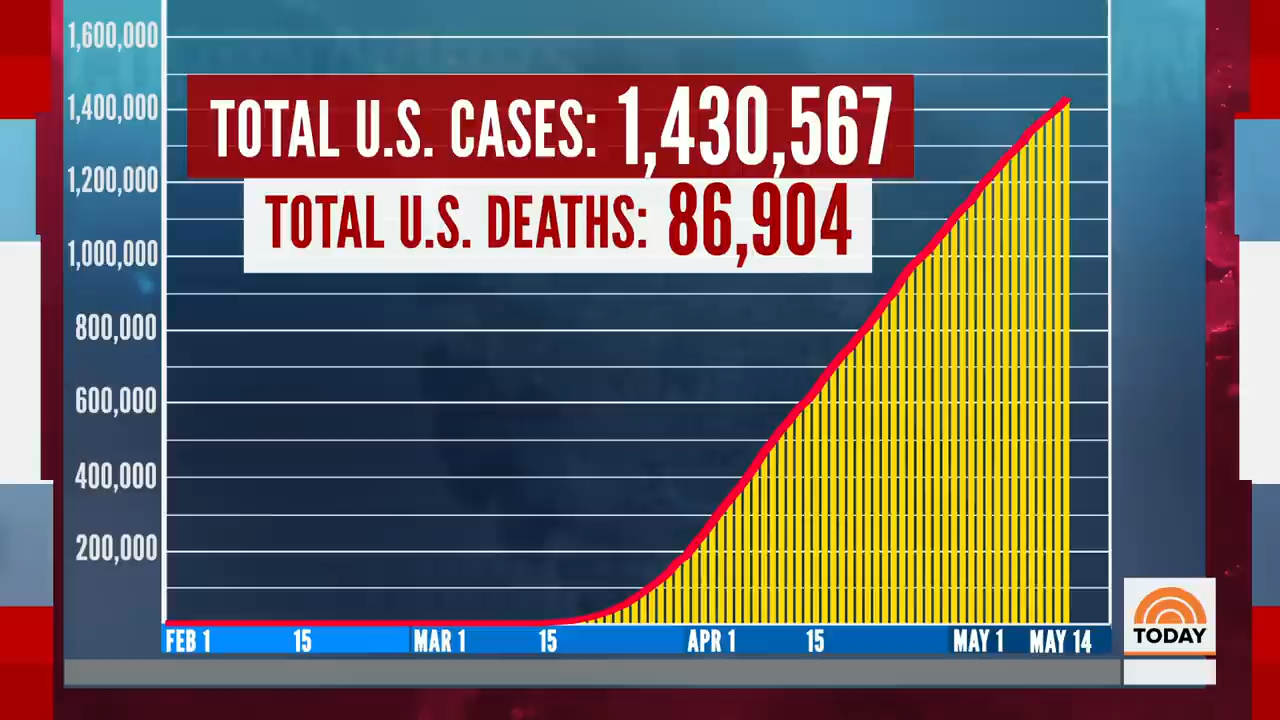 1,600,000
1,400,000
1,200,000
1,000,000
800,000
600,000
400,000
200,000
TOTAL U.S. CASES: 1,430,567
TOTAL U.S. DEATHS: 86,904
FEB 1 15 MAR 1 15 APR 1 15 MAY 1 MAY 14
TODAY